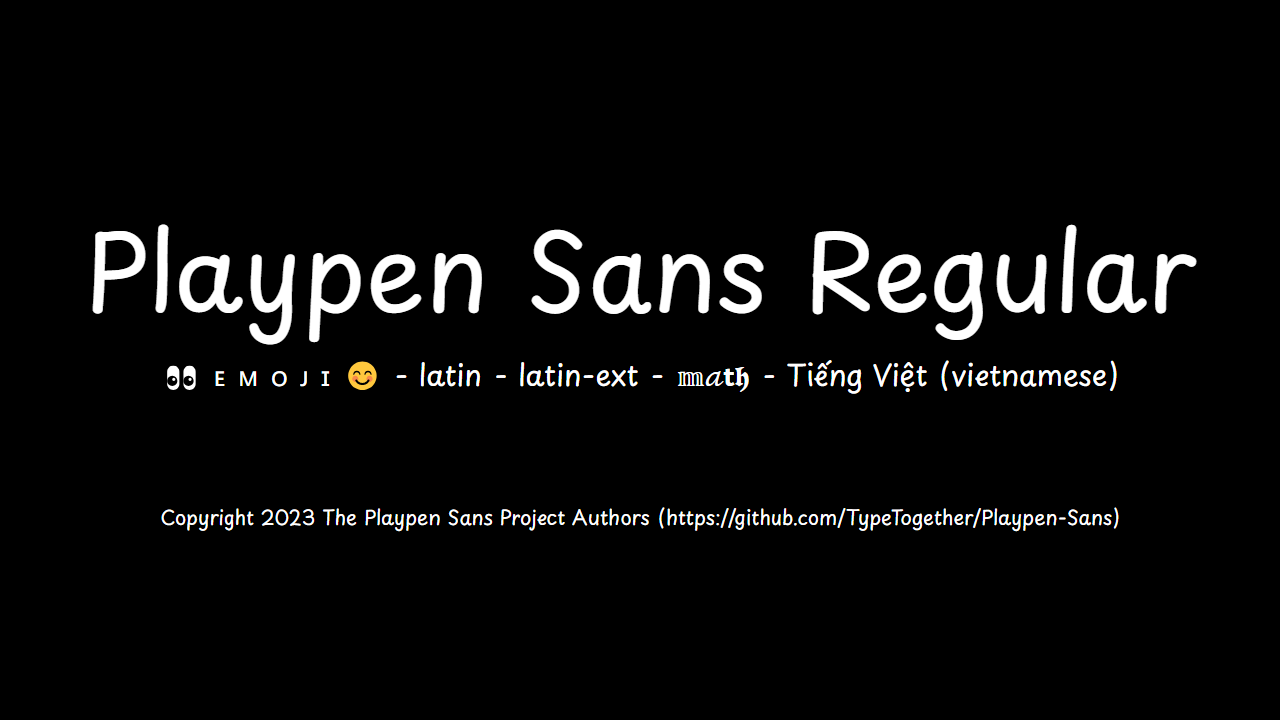 Playpen Sans Regular
👀 E M O J I 😊 - latin - latin-ext - 𝕞𝑎𝐭𝖍 - Tiếng Việt (vietnamese)
Copyright 2023 The Playpen Sans Project Authors (https://github.com/TypeTogether/Playpen-Sans)